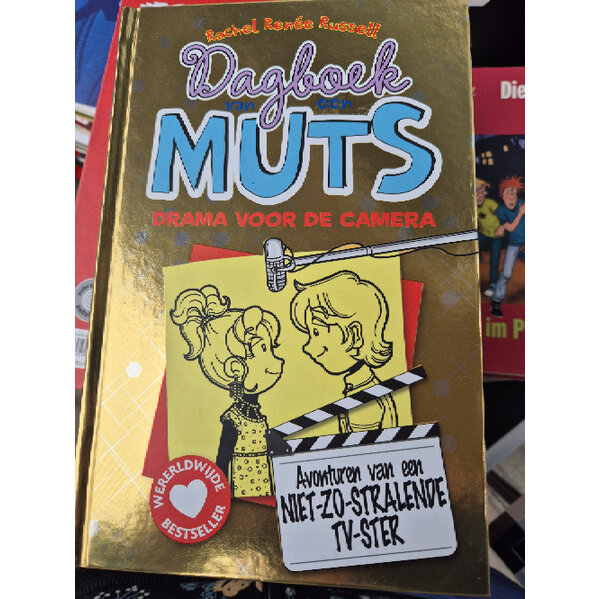 Rachel Renée Russell
Dagboek
van een
MUTS
DRAMA VOOR DE CAMERA
Avonturen van een
NIET-ZO-STRALENDE
TV-STER
WERERLDWIJDE
BESTSELLER
Die
im P